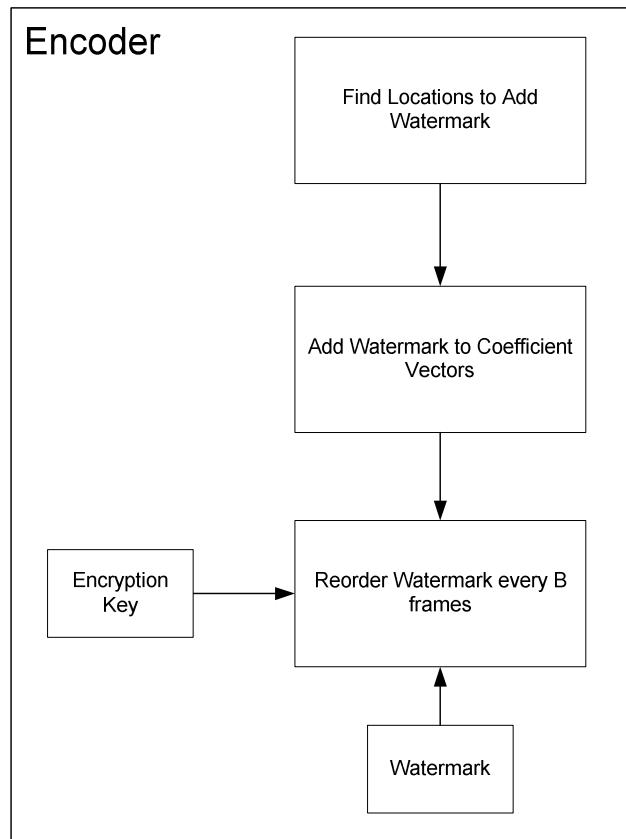 Encoder
Find Locations to Add
Watermark
Add Watermark to Coefficient
Vectors
Encryption
Key
Reorder Watermark every B
frames
Watermark